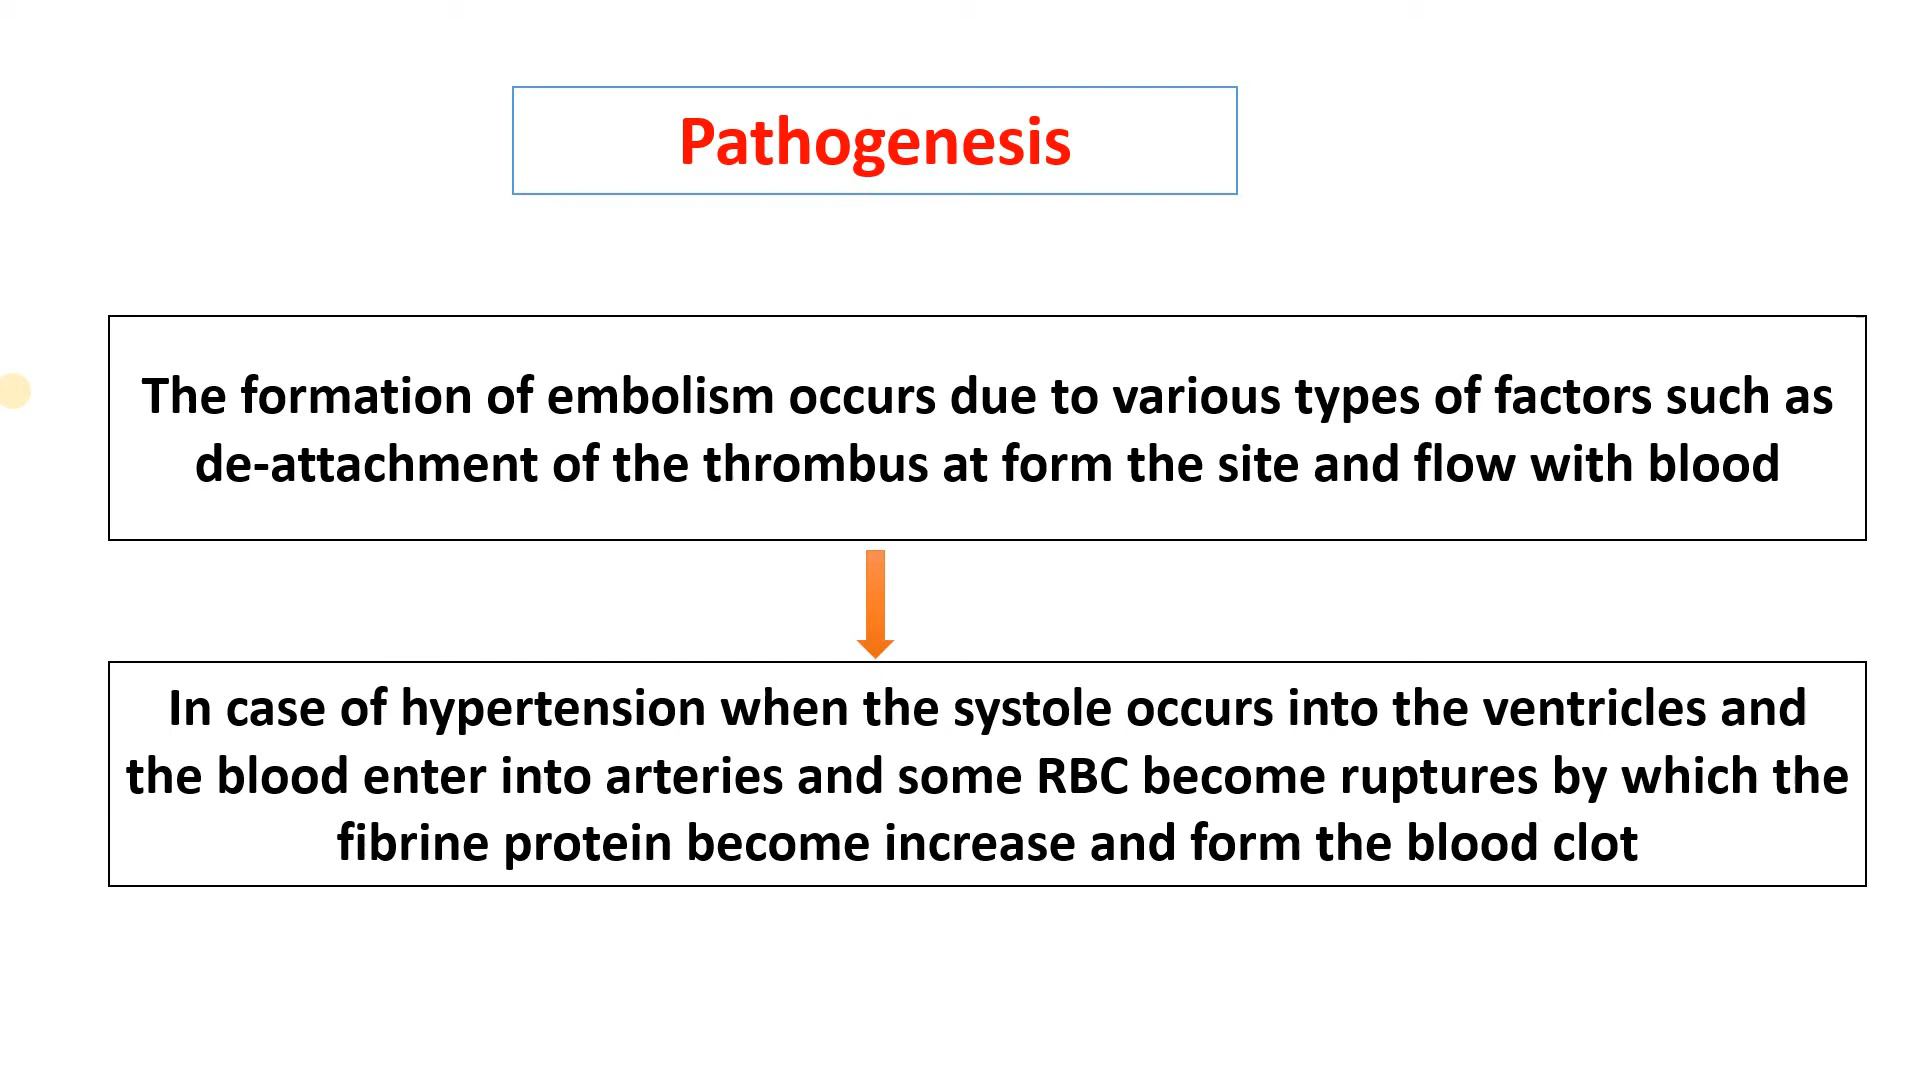 Pathogenesis
The formation of embolism occurs due to various types of factors such as
de-attachment of the thrombus at form the site and flow with blood
In case of hypertension when the systole occurs into the ventricles and
the blood enter into arteries and some RBC become ruptures by which the
fibrine protein become increase and form the blood clot